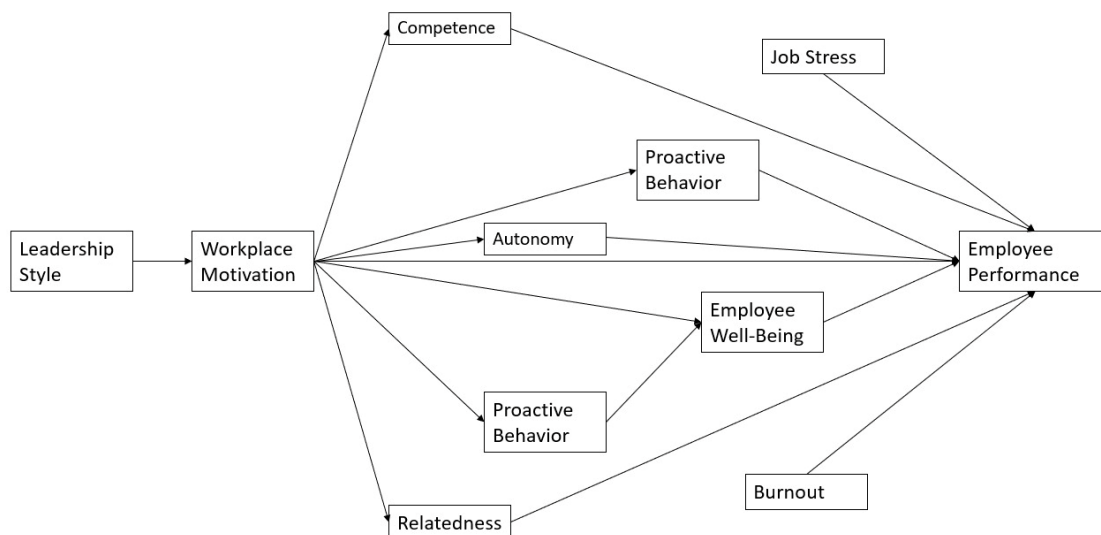 Competence
Job Stress
Proactive
Behavior
Autonomy
Leadership
Style
Workplace
Motivation
Employee
Performance
Employee
Well-Being
Proactive
Behavior
Burnout
Relatedness